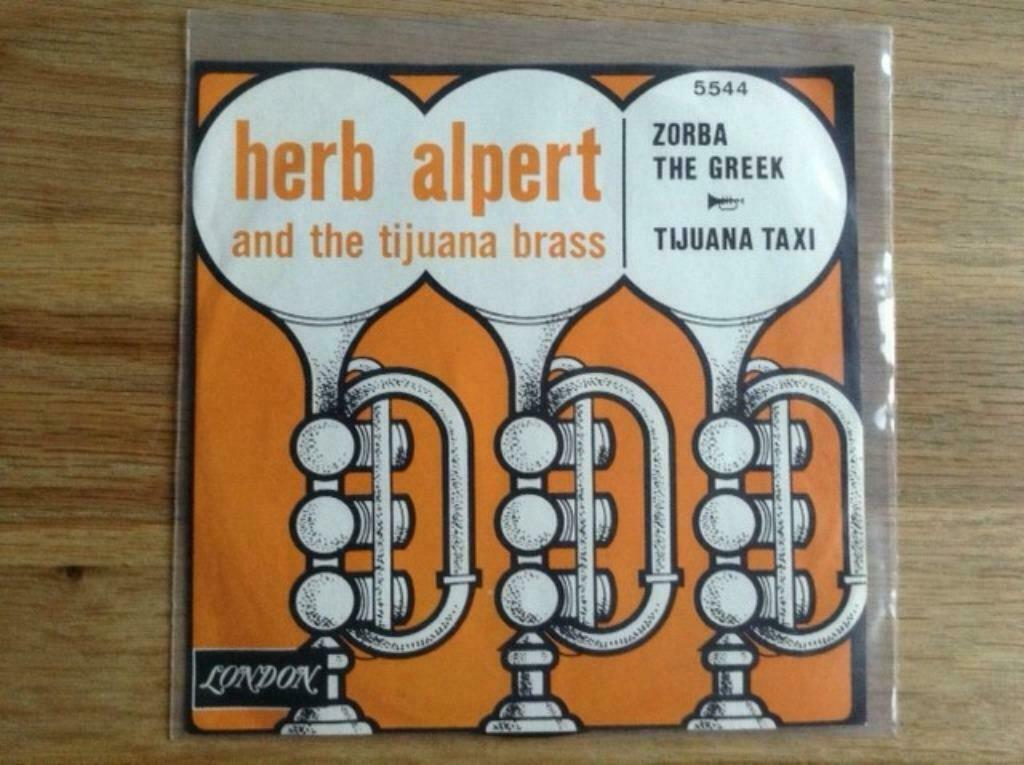 herb alpert
and the tijuana brass
5544
ZORBA
THE GREEK
TIJUANA TAXI
LONDON